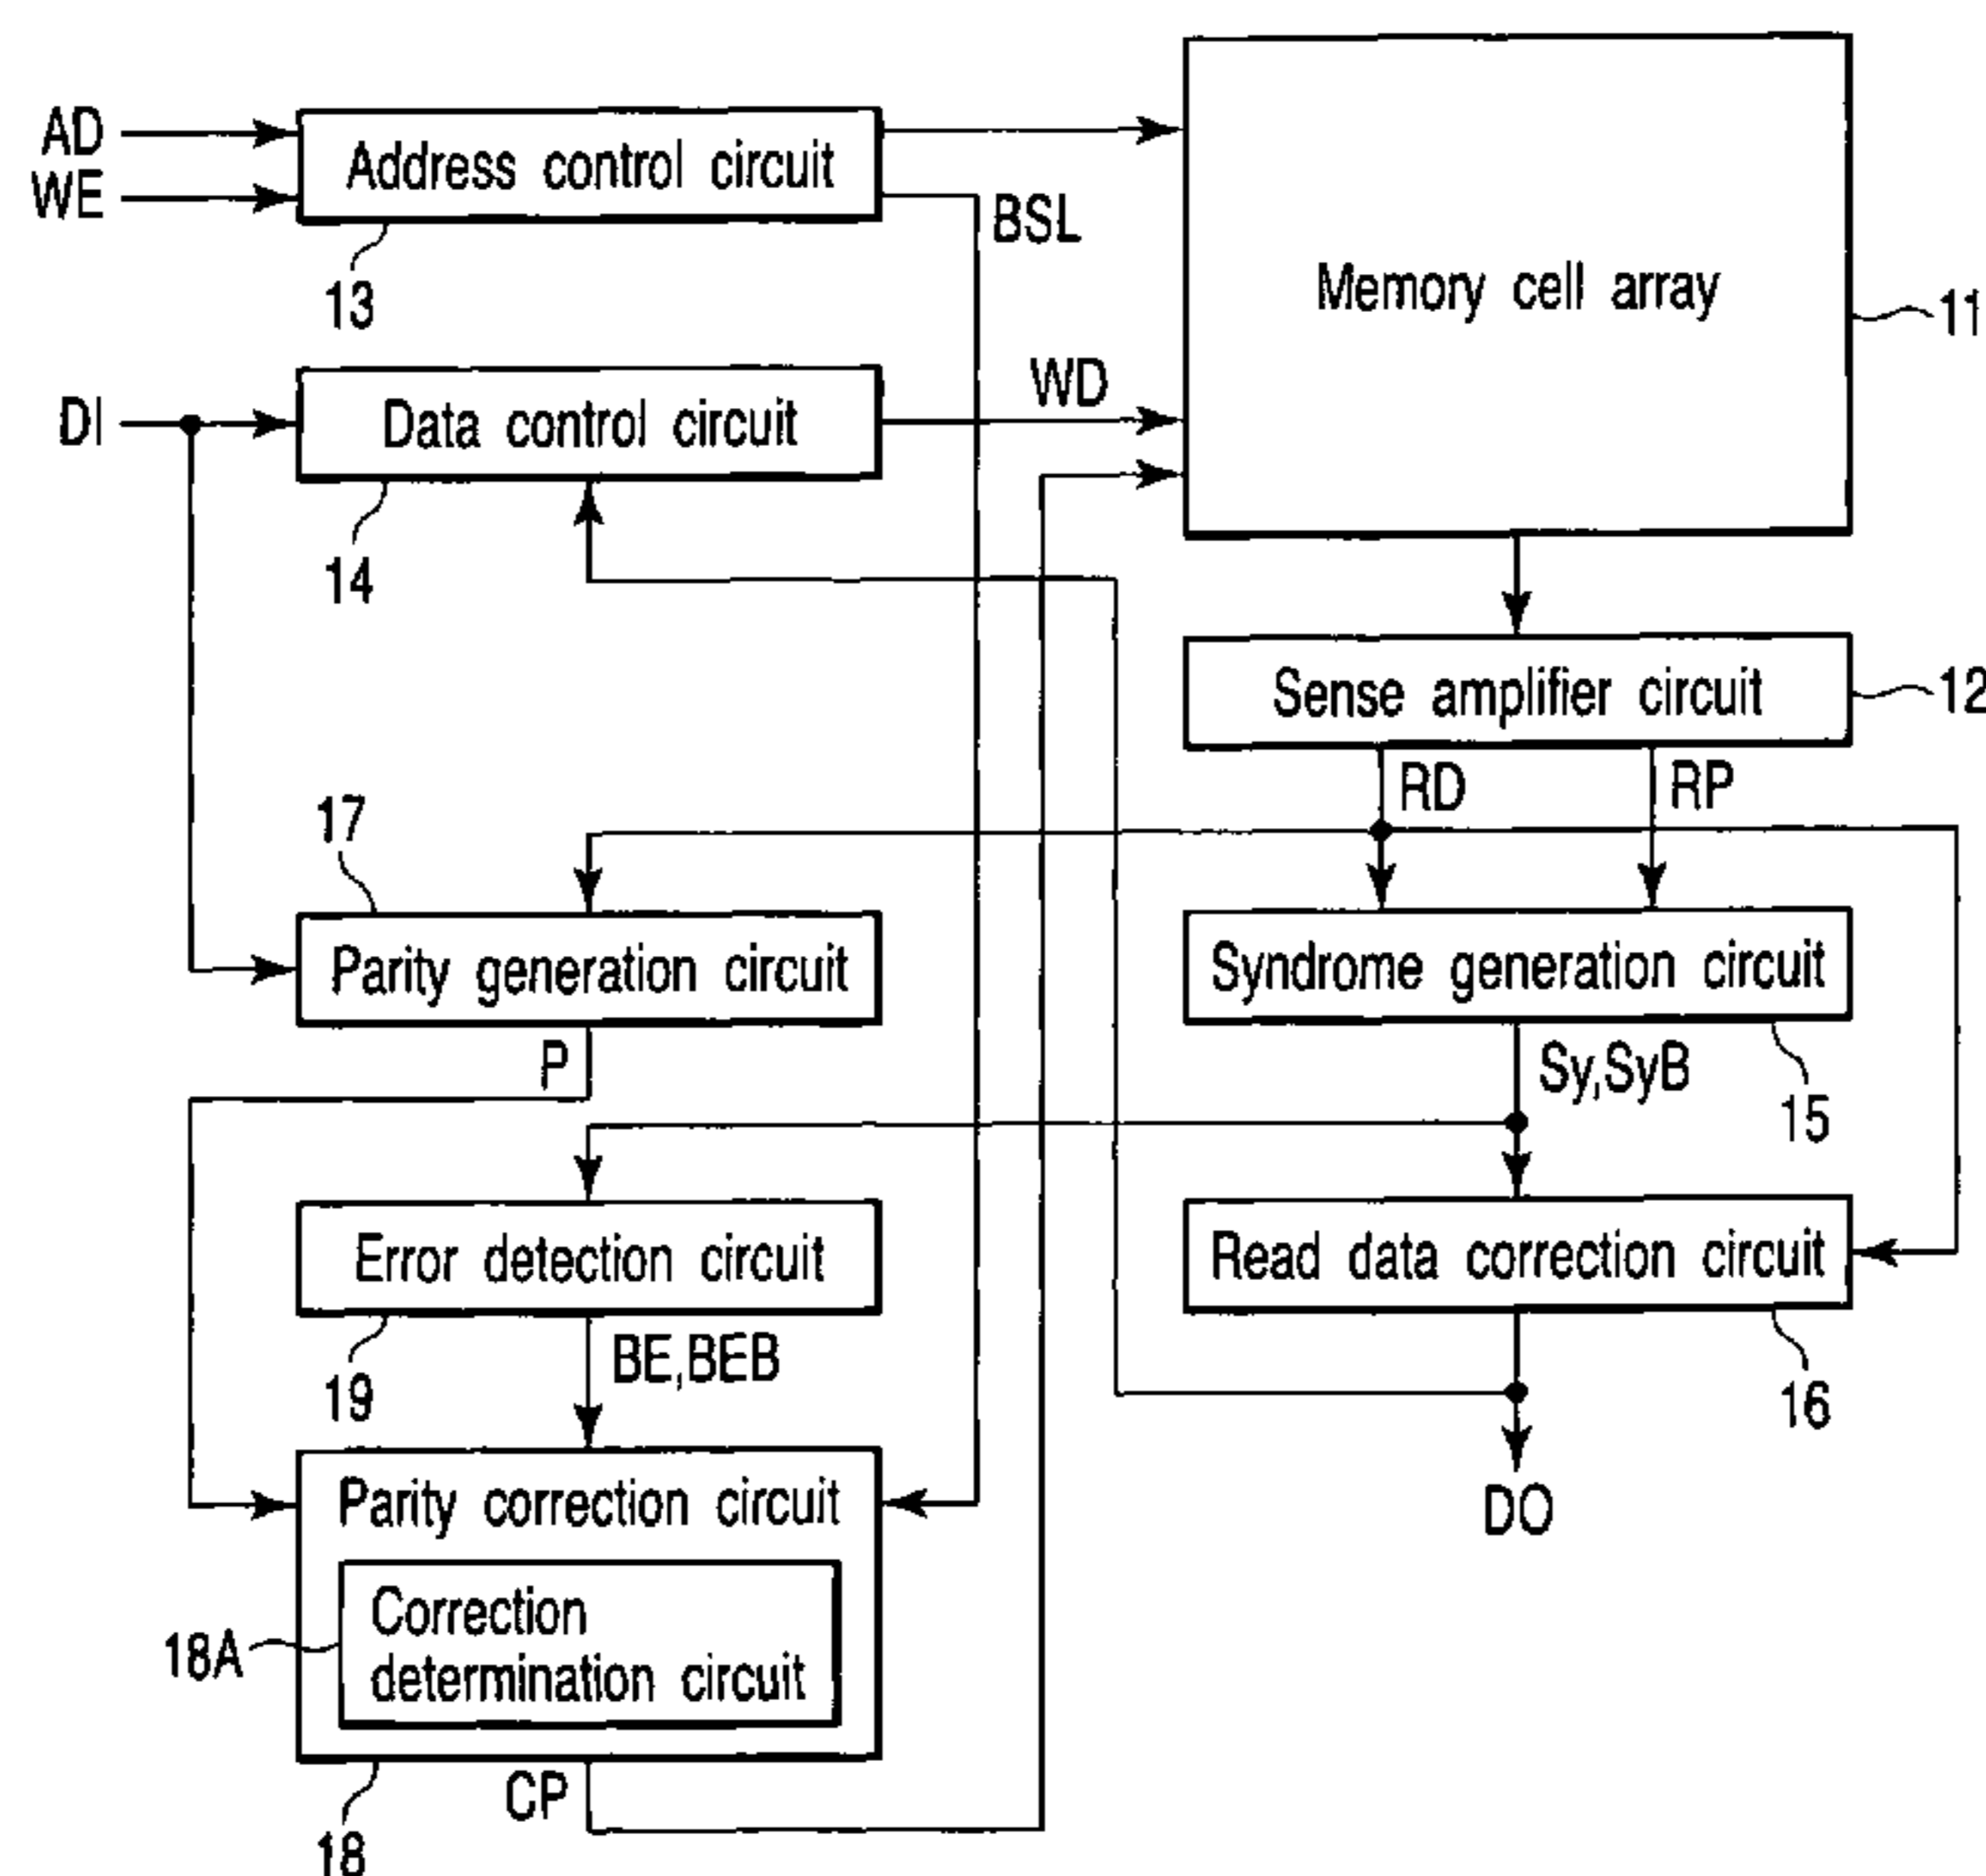 AD
WE
Address control circuit
13
BSL
Memory cell array
11
DI
Data control circuit
14
WD
Sense amplifier circuit
12
RD
RP
17
Parity generation circuit
P
Syndrome generation circuit
15
Sy,SyB
Error detection circuit
19
BE,BEB
Read data correction circuit
16
DO
Parity correction circuit
Correction
determination circuit
18A
18
CP